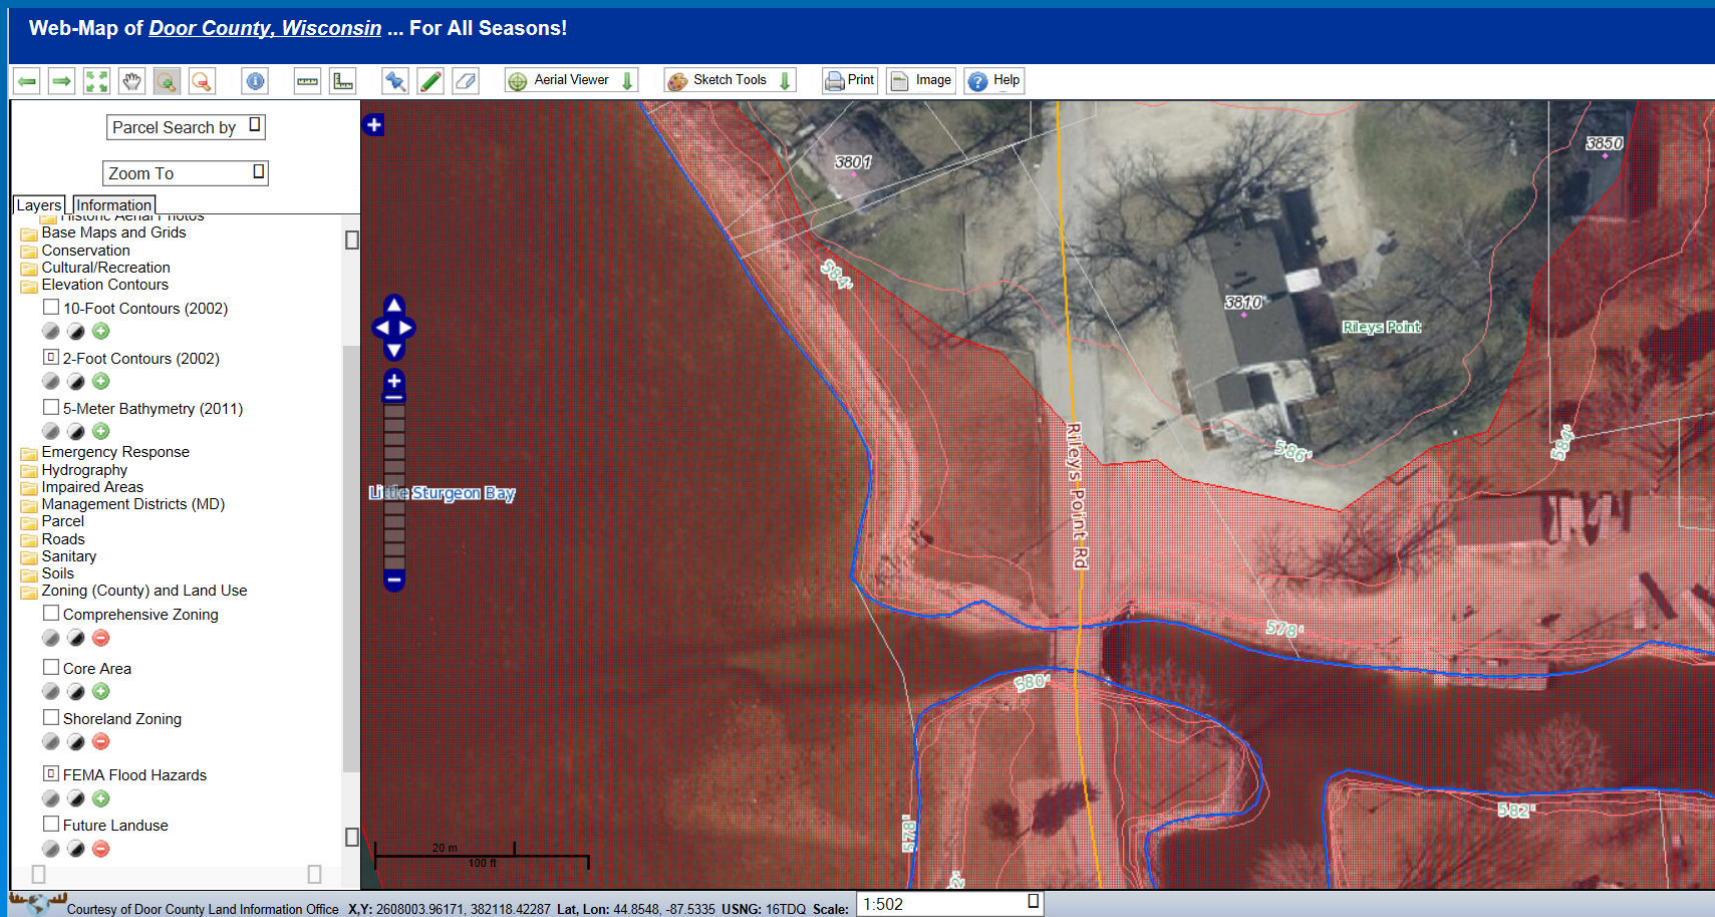 Web-Map of Door County, Wisconsin ... For All Seasons!
Aerial Viewer
Sketch Tools
Print
Image
Help
Parcel Search by
Zoom To
Layers
Information
Historic Aerial Photos
Base Maps and Grids
Conservation
Cultural/Recreation
Elevation Contours
10-Foot Contours (2002)
2-Foot Contours (2002)
5-Meter Bathymetry (2011)
Emergency Response
Hydrography
Impaired Areas
Management Districts (MD)
Parcel
Roads
Sanitary
Soils
Zoning (County) and Land Use
Comprehensive Zoning
Core Area
Shoreland Zoning
FEMA Flood Hazards
Future Landuse
3801
3850
584'
3810
Rileys Point
586'
584'
Rileys Point Rd
Little Sturgeon Bay
578'
580'
578'
582'
20 m
100 ft
Courtesy of Door County Land Information Office X,Y: 2608003.96171, 382118.42287 Lat, Lon: 44.8548, -87.5335 USNG: 16TDQ Scale: 1:502